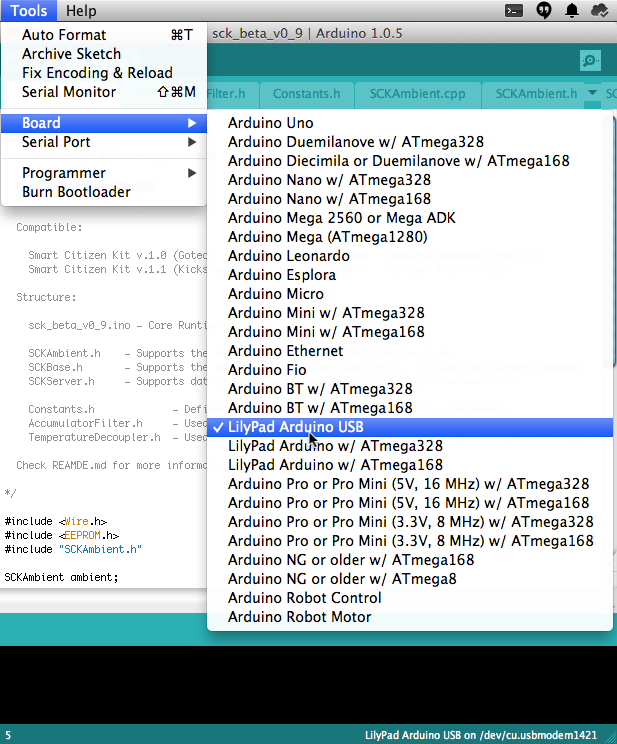 Tools Help
sck_beta_v0_9 | Arduino 1.0.5
Auto Format ⌘T
Archive Sketch
Fix Encoding & Reload
Serial Monitor ⇧⌘M
Board
Serial Port
Programmer
Burn Bootloader
Filter.h Constants.h SCKAmbient.cpp SCKAmbient.h SC
Arduino Uno
Arduino Duemilanove w/ ATmega328
Arduino Diecimila or Duemilanove w/ ATmega168
Arduino Nano w/ ATmega328
Arduino Nano w/ ATmega168
Arduino Mega 2560 or Mega ADK
Arduino Mega (ATmega1280)
Arduino Leonardo
Arduino Esplora
Arduino Micro
Arduino Mini w/ ATmega328
Arduino Mini w/ ATmega168
Arduino Ethernet
Arduino Fio
Arduino BT w/ ATmega328
Arduino BT w/ ATmega168
✓ LilyPad Arduino USB
LilyPad Arduino w/ ATmega328
LilyPad Arduino w/ ATmega168
Arduino Pro or Pro Mini (5V, 16 MHz) w/ ATmega328
Arduino Pro or Pro Mini (5V, 16 MHz) w/ ATmega168
Arduino Pro or Pro Mini (3.3V, 8 MHz) w/ ATmega328
Arduino Pro or Pro Mini (3.3V, 8 MHz) w/ ATmega168
Arduino NG or older w/ ATmega168
Arduino NG or older w/ ATmega8
Arduino Robot Control
Arduino Robot Motor
Compatible:
Smart Citizen Kit v.1.0 (Gotec
Smart Citizen Kit v.1.1 (Kicks
Structure:
sck_beta_v0_9.ino - Core Runti
SCKAmbient.h - Supports the
SCKBase.h - Supports the
SCKServer.h - Supports dat
Constants.h - Defi
AccumulatorFilter.h - Used
TemperatureDecoupler.h - Used
Check REAMDE.md for more informa
*/
#include <Wire.h>
#include <EEPROM.h>
#include "SCKAmbient.h"
SCKAmbient ambient;
5 LilyPad Arduino USB on /dev/cu.usbmodem1421